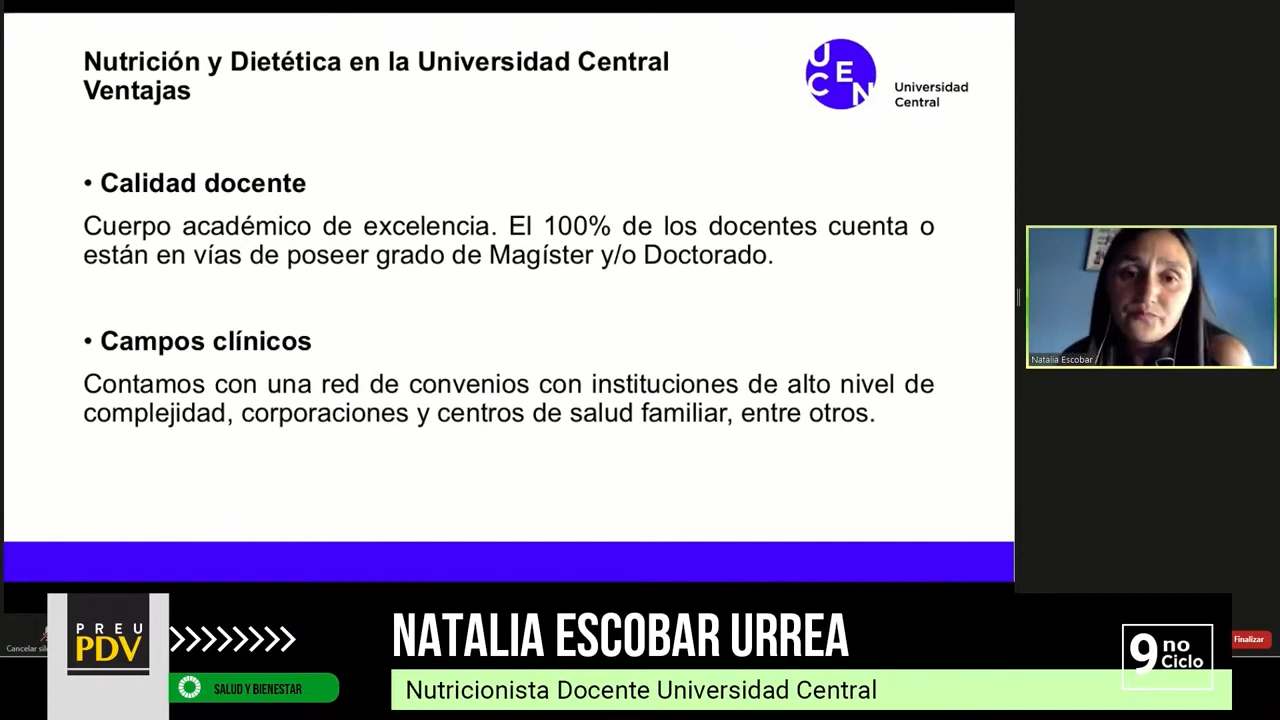 Nutrición y Dietética en la Universidad Central
Ventajas
UCEN
Universidad
Central
• Calidad docente
Cuerpo académico de excelencia. El 100% de los docentes cuenta o
están en vías de poseer grado de Magíster y/o Doctorado.
• Campos clínicos
Contamos con una red de convenios con instituciones de alto nivel de
complejidad, corporaciones y centros de salud familiar, entre otros.
Natalia Escobar
PREU
PDV
Cancelar
SALUD Y BIENESTAR
NATALIA ESCOBAR URREA
Nutricionista Docente Universidad Central
9 no
Ciclo
Finalizar